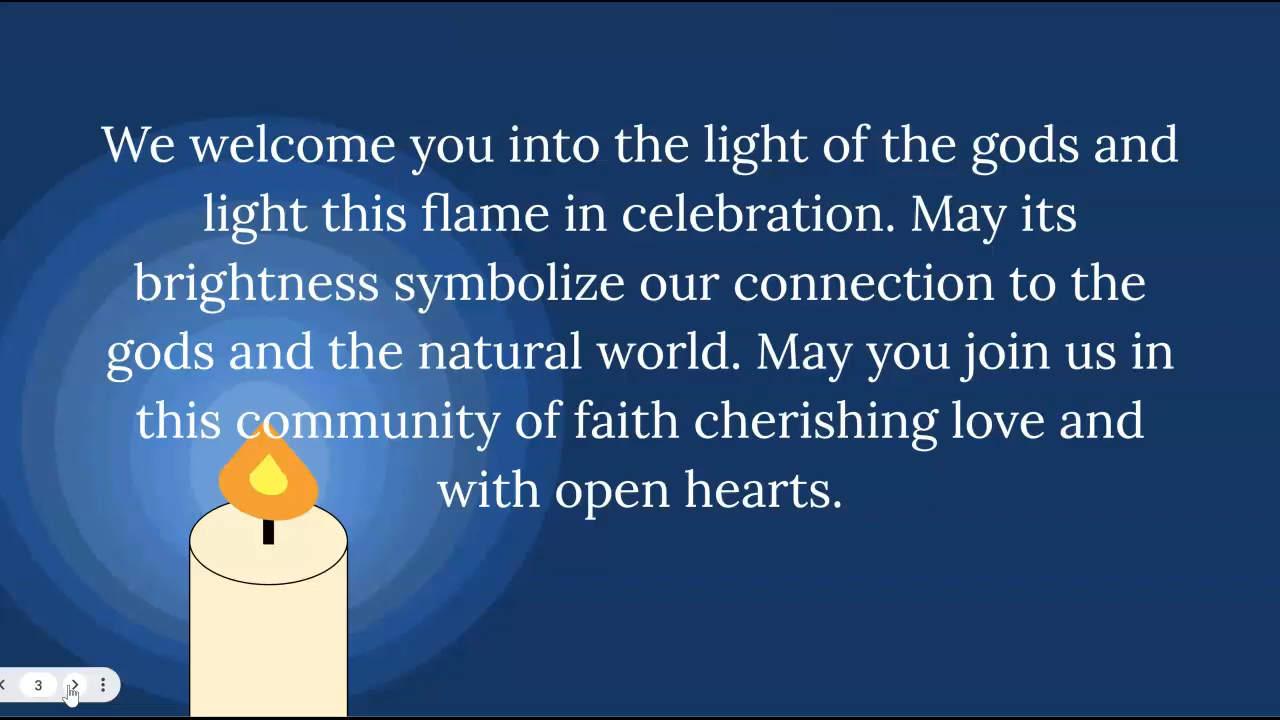 We welcome you into the light of the gods and
light this flame in celebration. May its
brightness symbolize our connection to the
gods and the natural world. May you join us in
this community of faith cherishing love and
with open hearts.
3